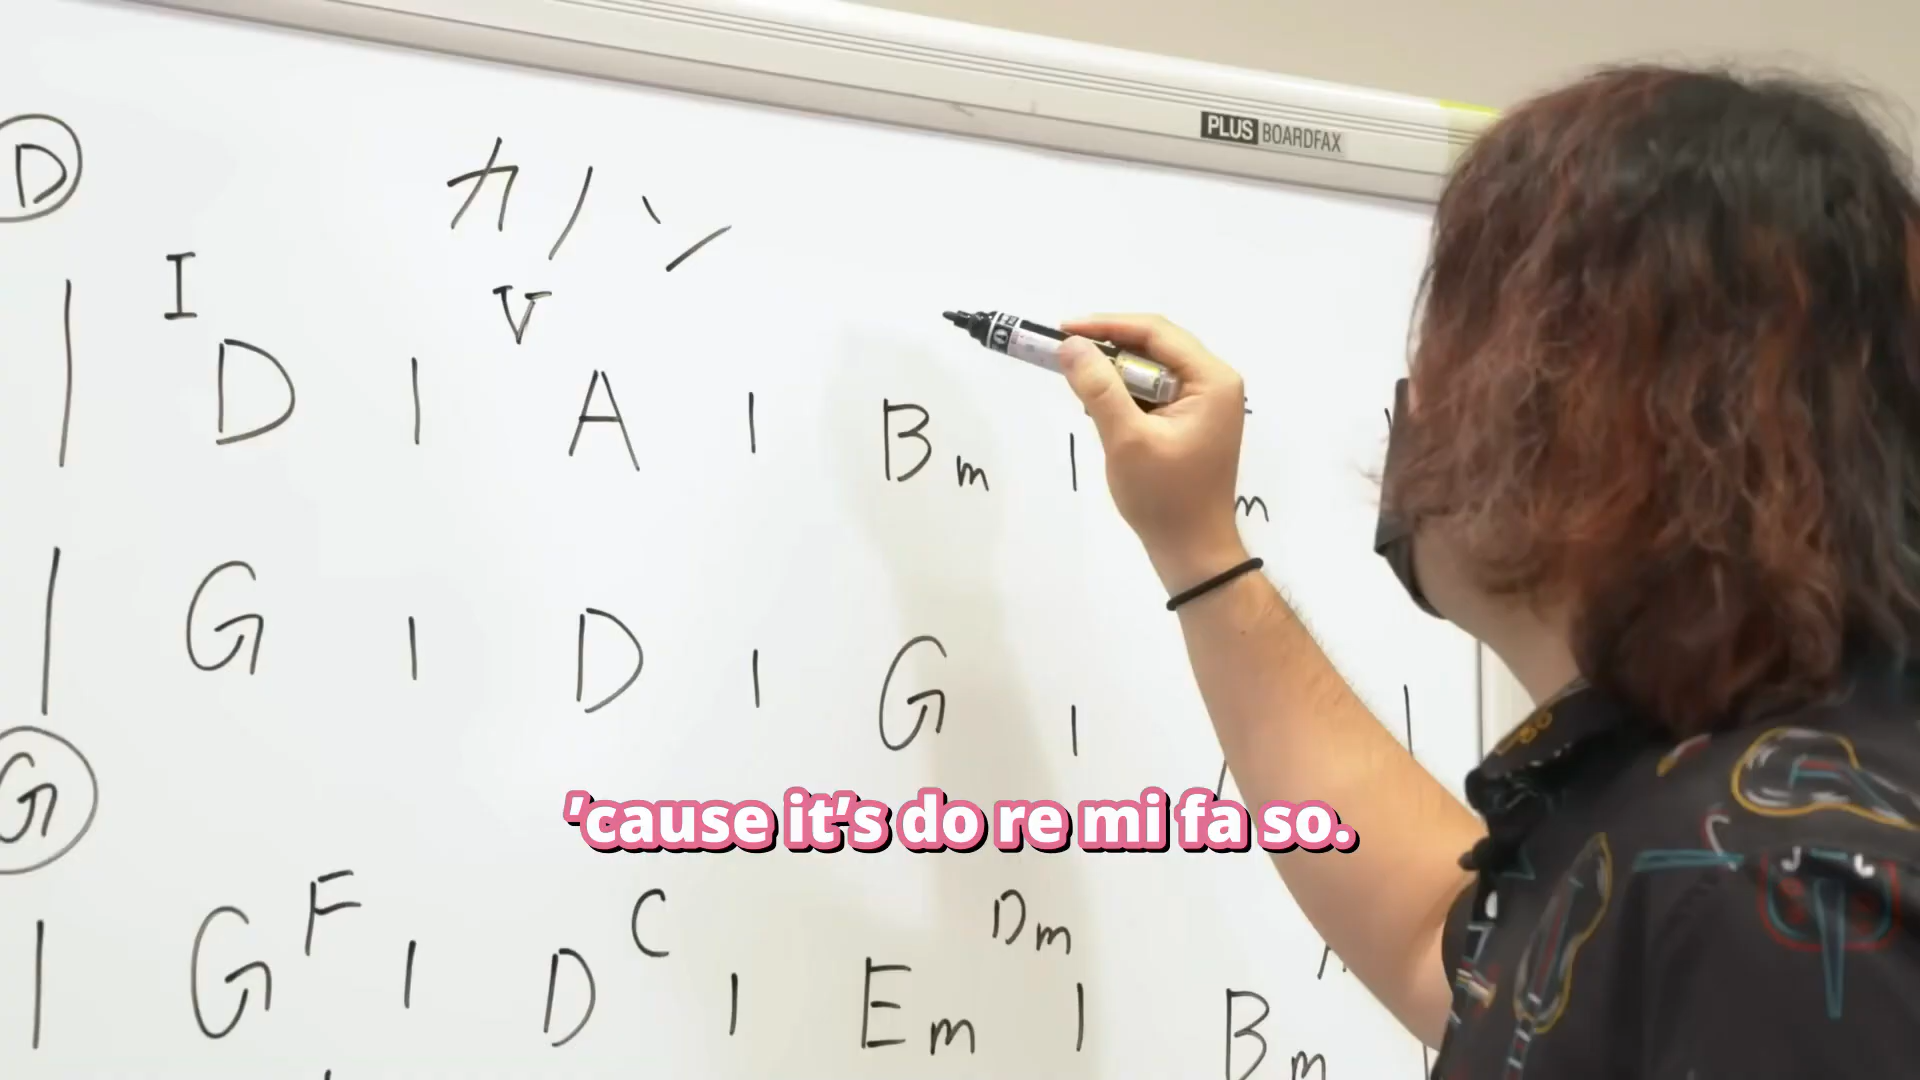 PLUS BOARDFAX
D
カノン
I V
| D | A | Bm | m
| G | D | G |
G
'cause it's do re mi fa so.
F C Dm
| G | D | Em | Bm